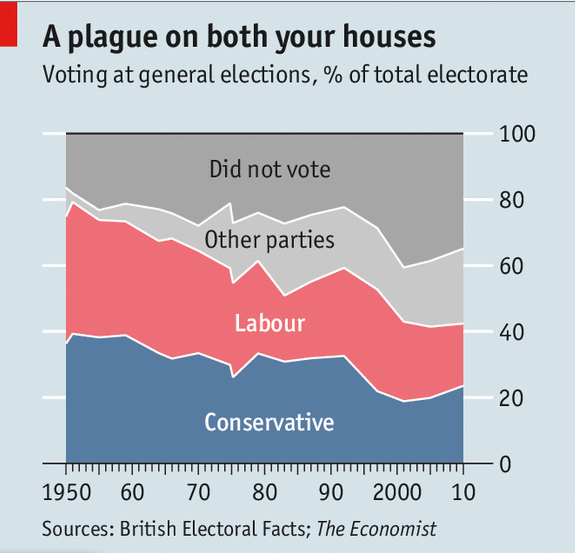 A plague on both your houses
Voting at general elections, % of total electorate
100
Did not vote
80
Other parties
60
Labour
40
Conservative
20
0
1950 60 70 80 90 2000 10
Sources: British Electoral Facts; The Economist